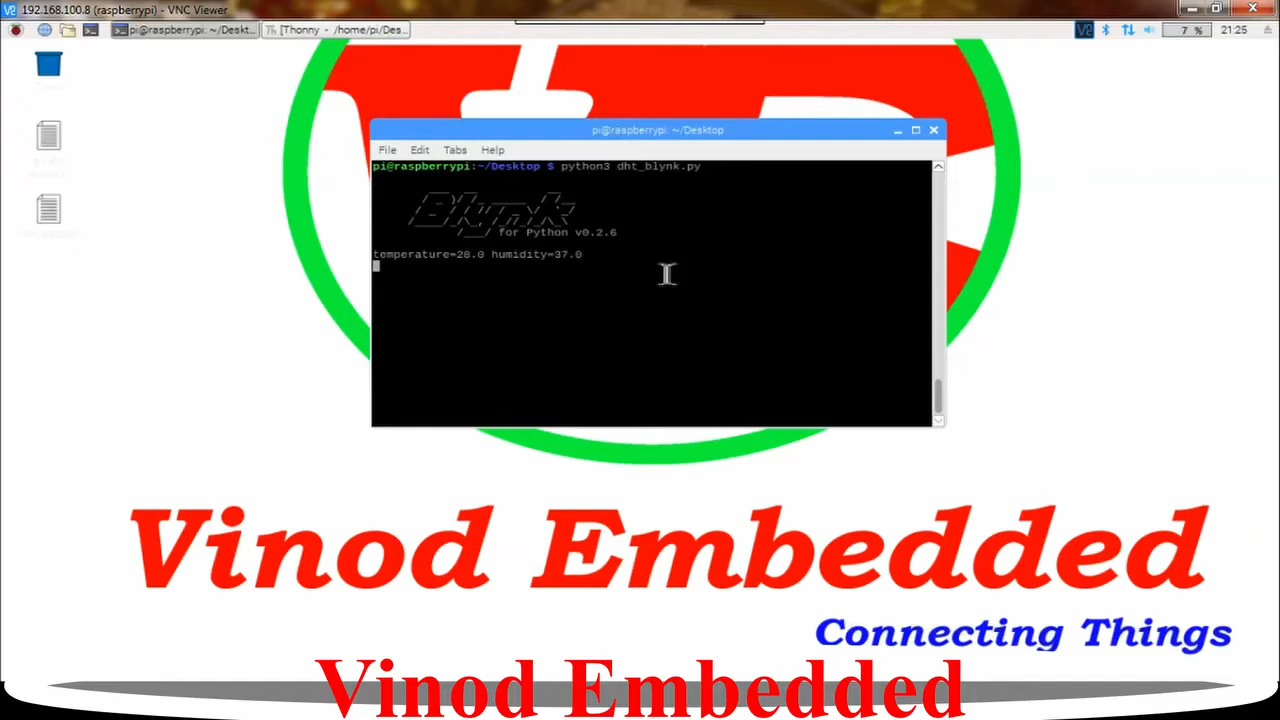 192.168.100.8 (raspberrypi) - VNC Viewer
pi@raspberrypi: ~/Deskt...
[Thonny - /home/pi/Des...
7 %
21:25
pi@raspberrypi: ~/Desktop
File Edit Tabs Help
pi@raspberrypi:~/Desktop $ python3 dht_blynk.py
Blynk
for Python v0.2.6
temperature=28.0 humidity=37.0
Vinod Embedded
Connecting Things
Vinod Embedded